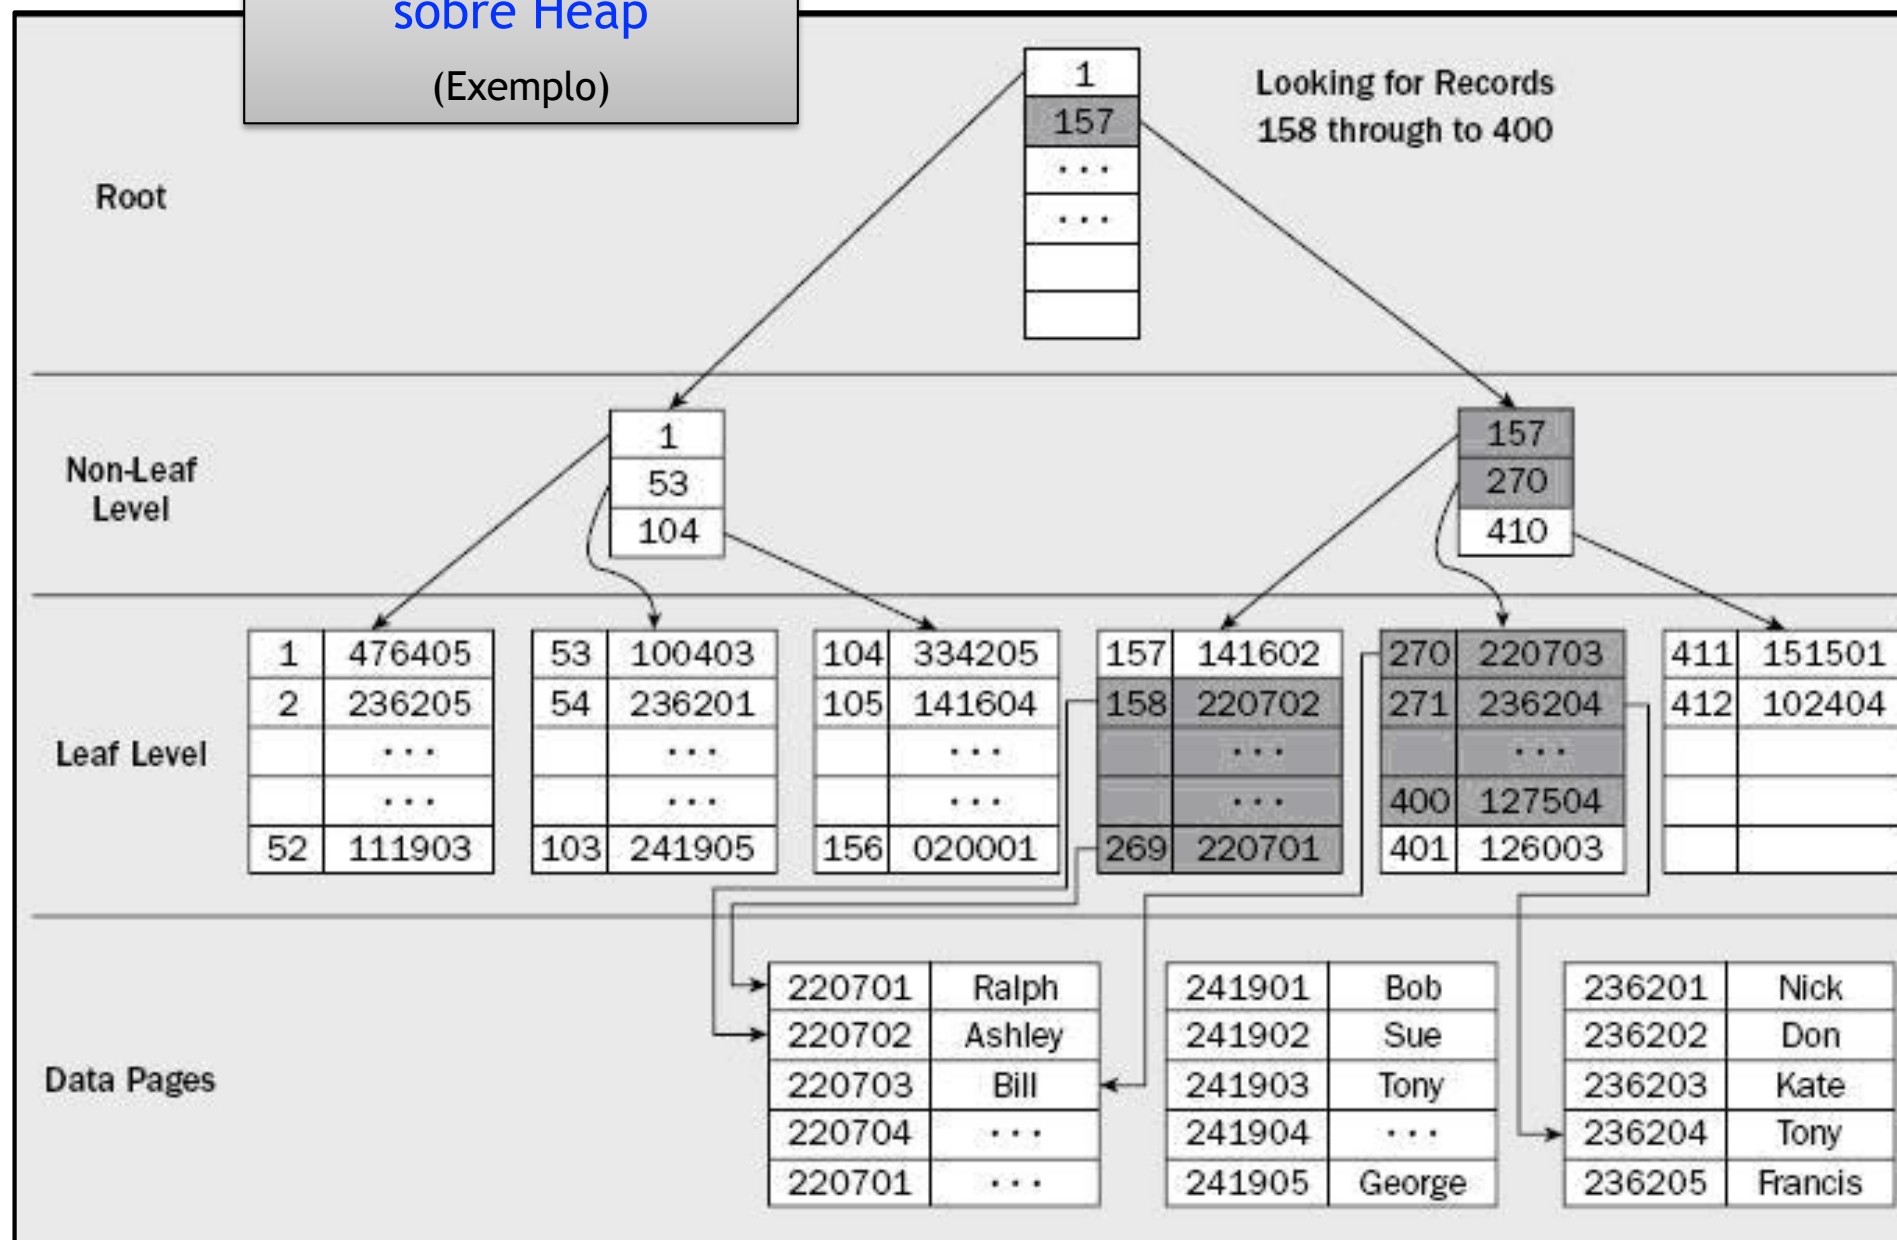 sobre Heap
(Exemplo)
Looking for Records
158 through to 400
Root
1
157
...
...
Non-Leaf
Level
1
53
104
157
270
410
Leaf Level
1 476405
2 236205
...
...
52 111903
53 100403
54 236201
...
...
103 241905
104 334205
105 141604
...
...
156 020001
157 141602
158 220702
...
...
269 220701
270 220703
271 236204
...
400 127504
401 126003
411 151501
412 102404
Data Pages
220701 Ralph
220702 Ashley
220703 Bill
220704 ...
220701 ...
241901 Bob
241902 Sue
241903 Tony
241904 ...
241905 George
236201 Nick
236202 Don
236203 Kate
236204 Tony
236205 Francis